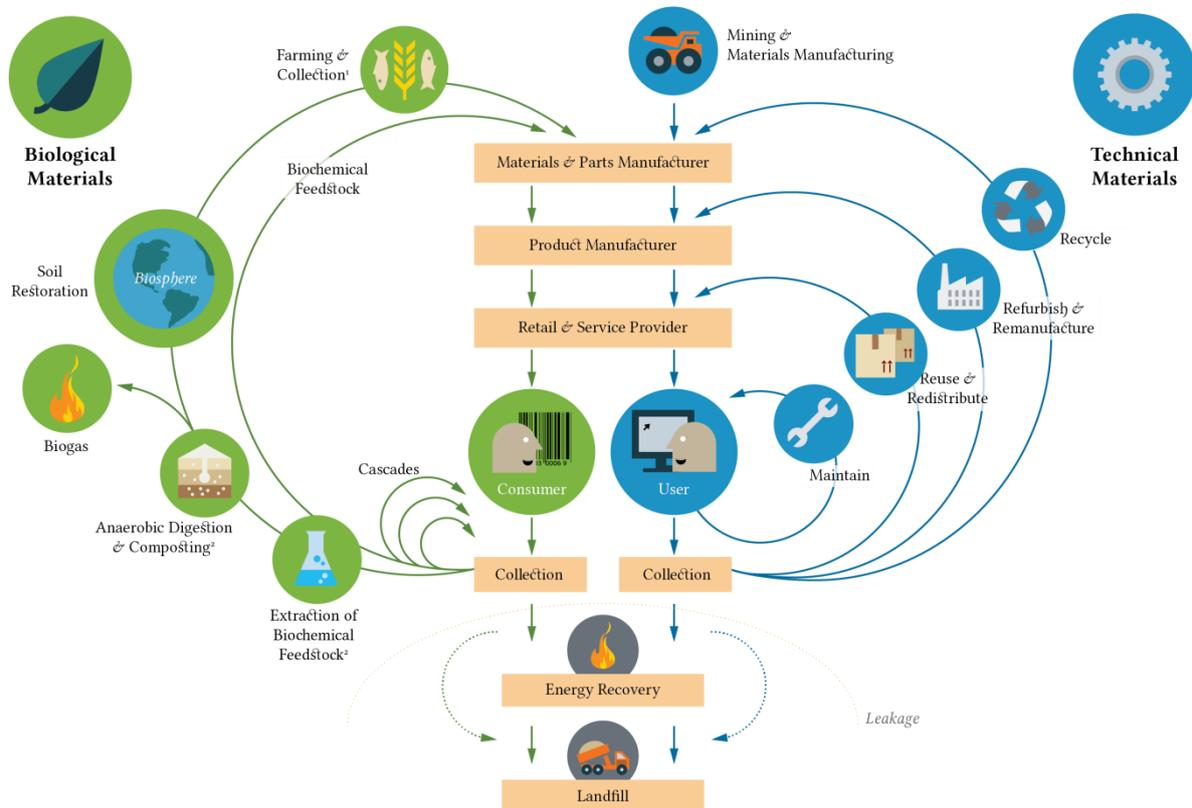 Farming &
Collection¹
Mining &
Materials Manufacturing
Biological
Materials
Technical
Materials
Materials & Parts Manufacturer
Biochemical
Feedstock
Recycle
Product Manufacturer
Soil
Restoration
Biosphere
Refurbish &
Remanufacture
Retail & Service Provider
Reuse &
Redistribute
Biogas
Cascades
Maintain
Consumer
User
Anaerobic Digestion
& Composting²
Collection
Collection
Extraction of
Biochemical
Feedstock²
Energy Recovery
Leakage
Landfill